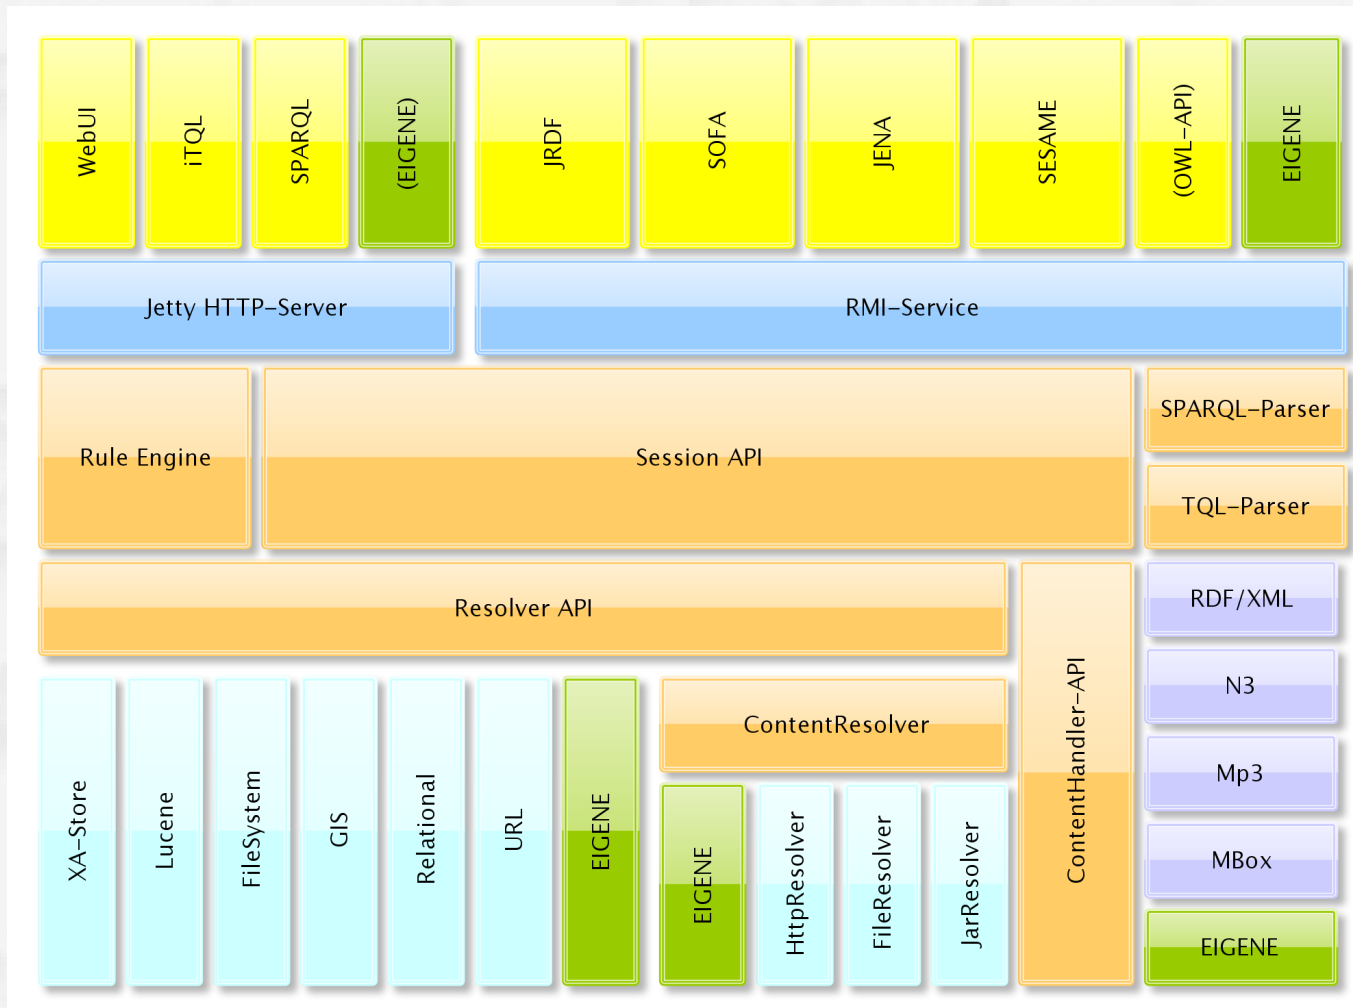 WebUI
iTQL
SPARQL
(EIGENE)
JRDF
SOFA
JENA
SESAME
(OWL-API)
EIGENE
Jetty HTTP-Server
RMI-Service
Rule Engine
Session API
SPARQL-Parser
TQL-Parser
Resolver API
ContentHandler-API
RDF/XML
N3
Mp3
MBox
EIGENE
XA-Store
Lucene
FileSystem
GIS
Relational
URL
EIGENE
ContentResolver
EIGENE
HttpResolver
FileResolver
JarResolver